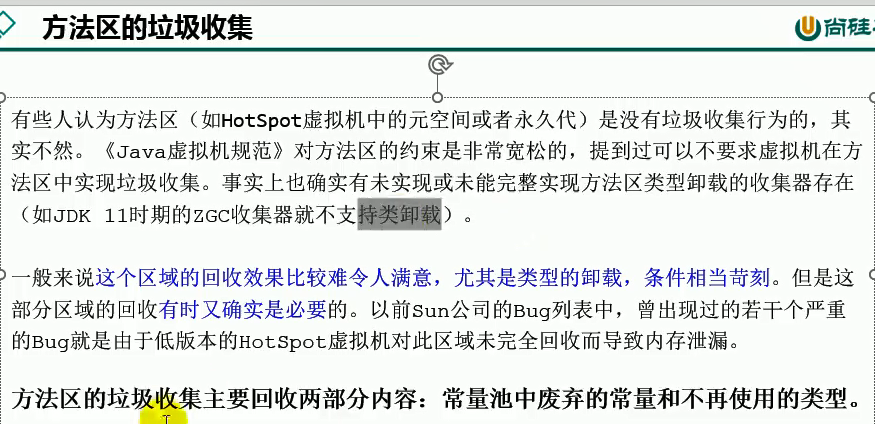 方法区的垃圾收集
尚硅
有些人认为方法区（如HotSpot虚拟机中的元空间或者永久代）是没有垃圾收集行为的，其
实不然。《Java虚拟机规范》对方法区的约束是非常宽松的，提到过可以不要求虚拟机在方
法区中实现垃圾收集。事实上也确实有未实现或未能完整实现方法区类型卸载的收集器存在
（如JDK 11时期的ZGC收集器就不支持类卸载）。
一般来说这个区域的回收效果比较难令人满意，尤其是类型的卸载，条件相当苛刻。但是这
部分区域的回收有时又确实是必要的。以前Sun公司的Bug列表中，曾出现过的若干个严重
的Bug就是由于低版本的HotSpot虚拟机对此区域未完全回收而导致内存泄漏。
方法区的垃圾收集主要回收两部分内容：常量池中废弃的常量和不再使用的类型。